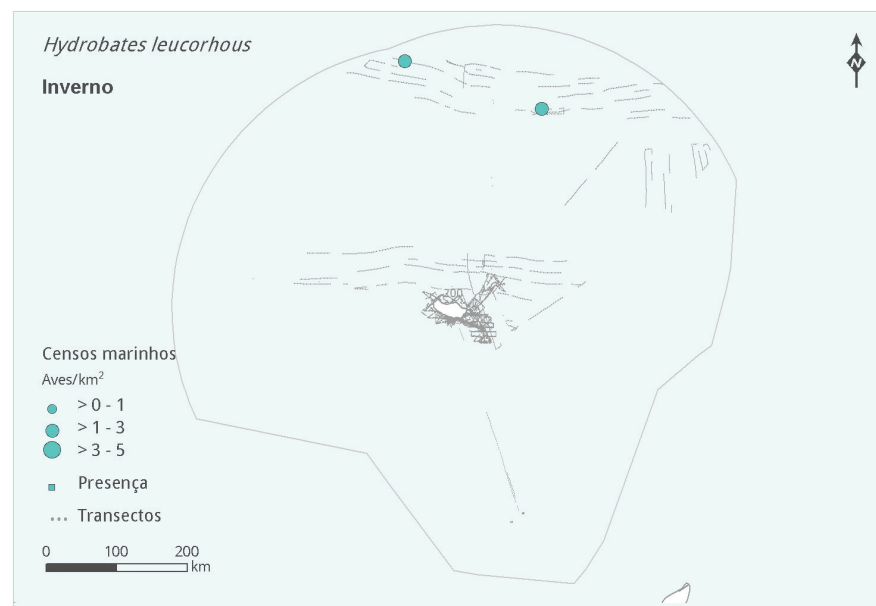 Hydrobates leucorhous
Inverno
N
200
Censos marinhos
Aves/km²
> 0 - 1
> 1 - 3
> 3 - 5
Presença
Transectos
0 100 200
km